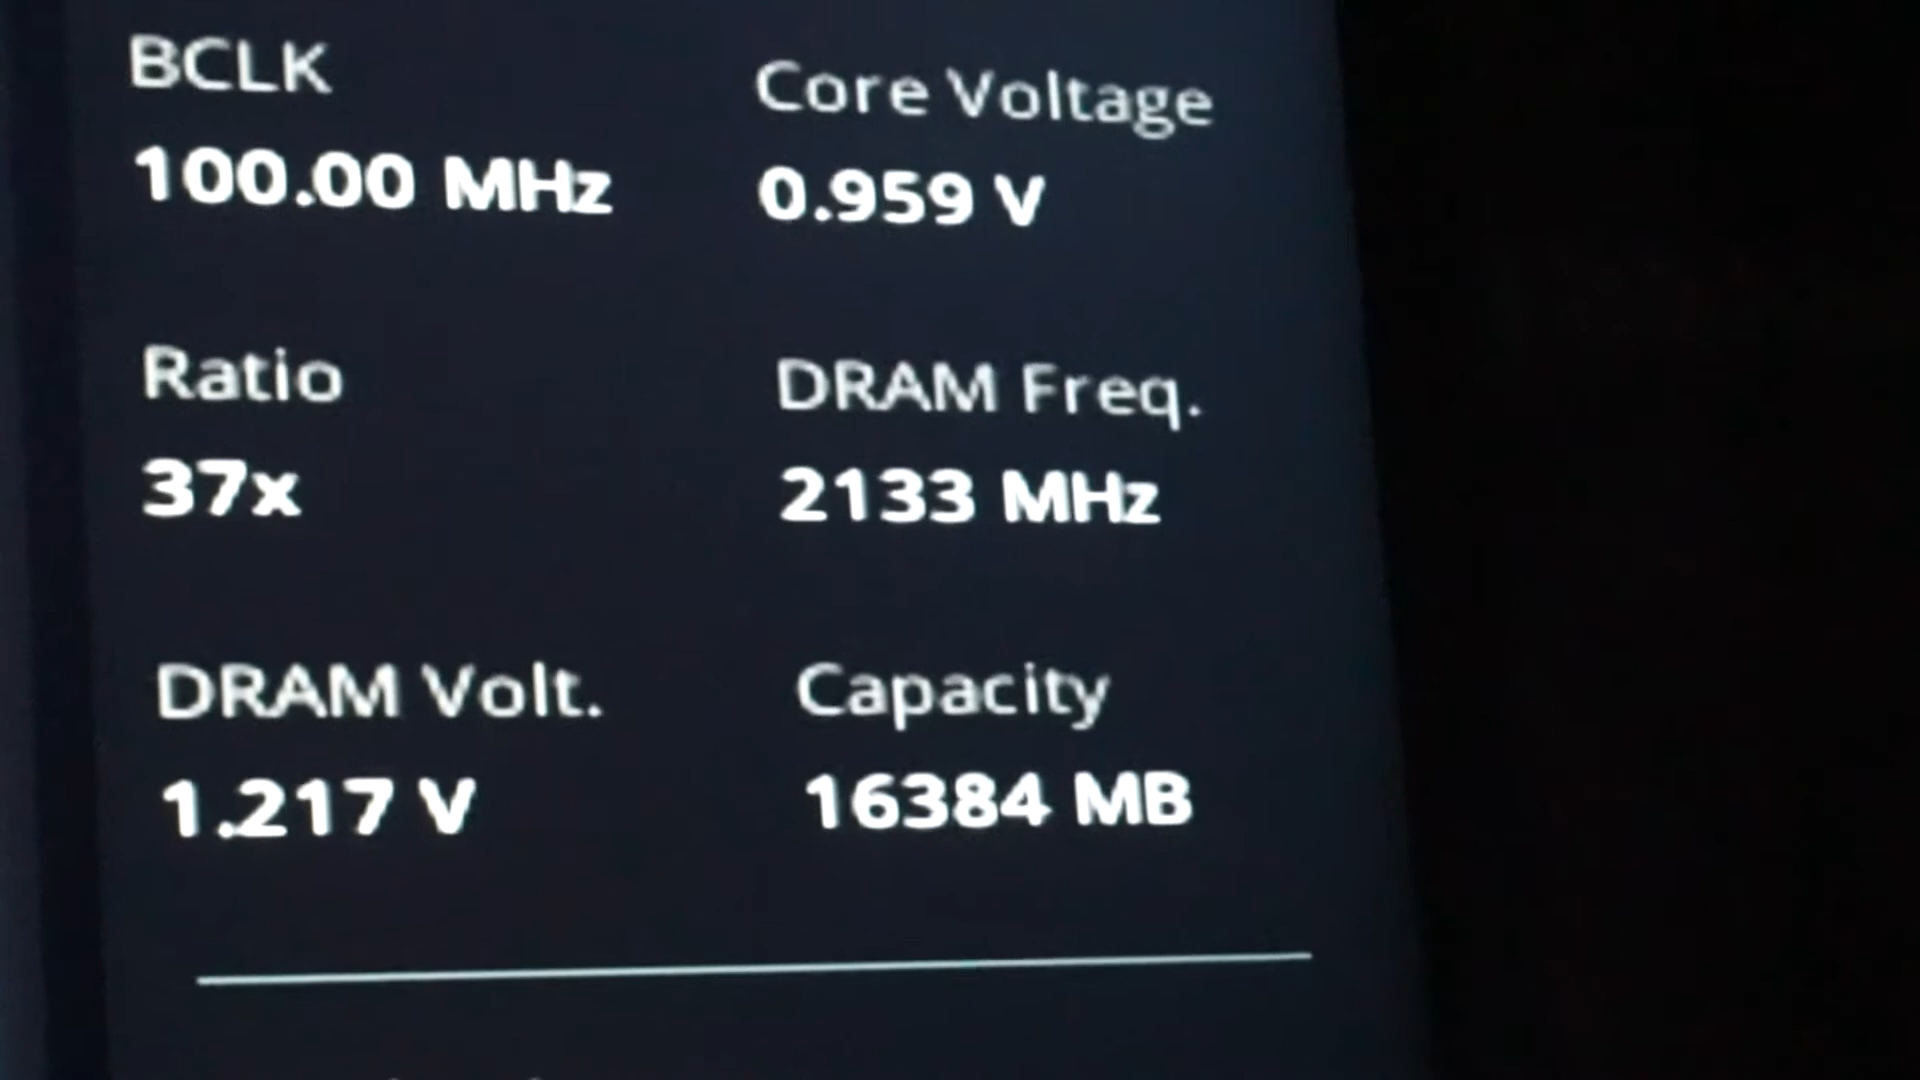 BCLK
Core Voltage
100.00 MHz
0.959 V
Ratio
DRAM Freq.
37x
2133 MHz
DRAM Volt.
Capacity
1.217 V
16384 MB